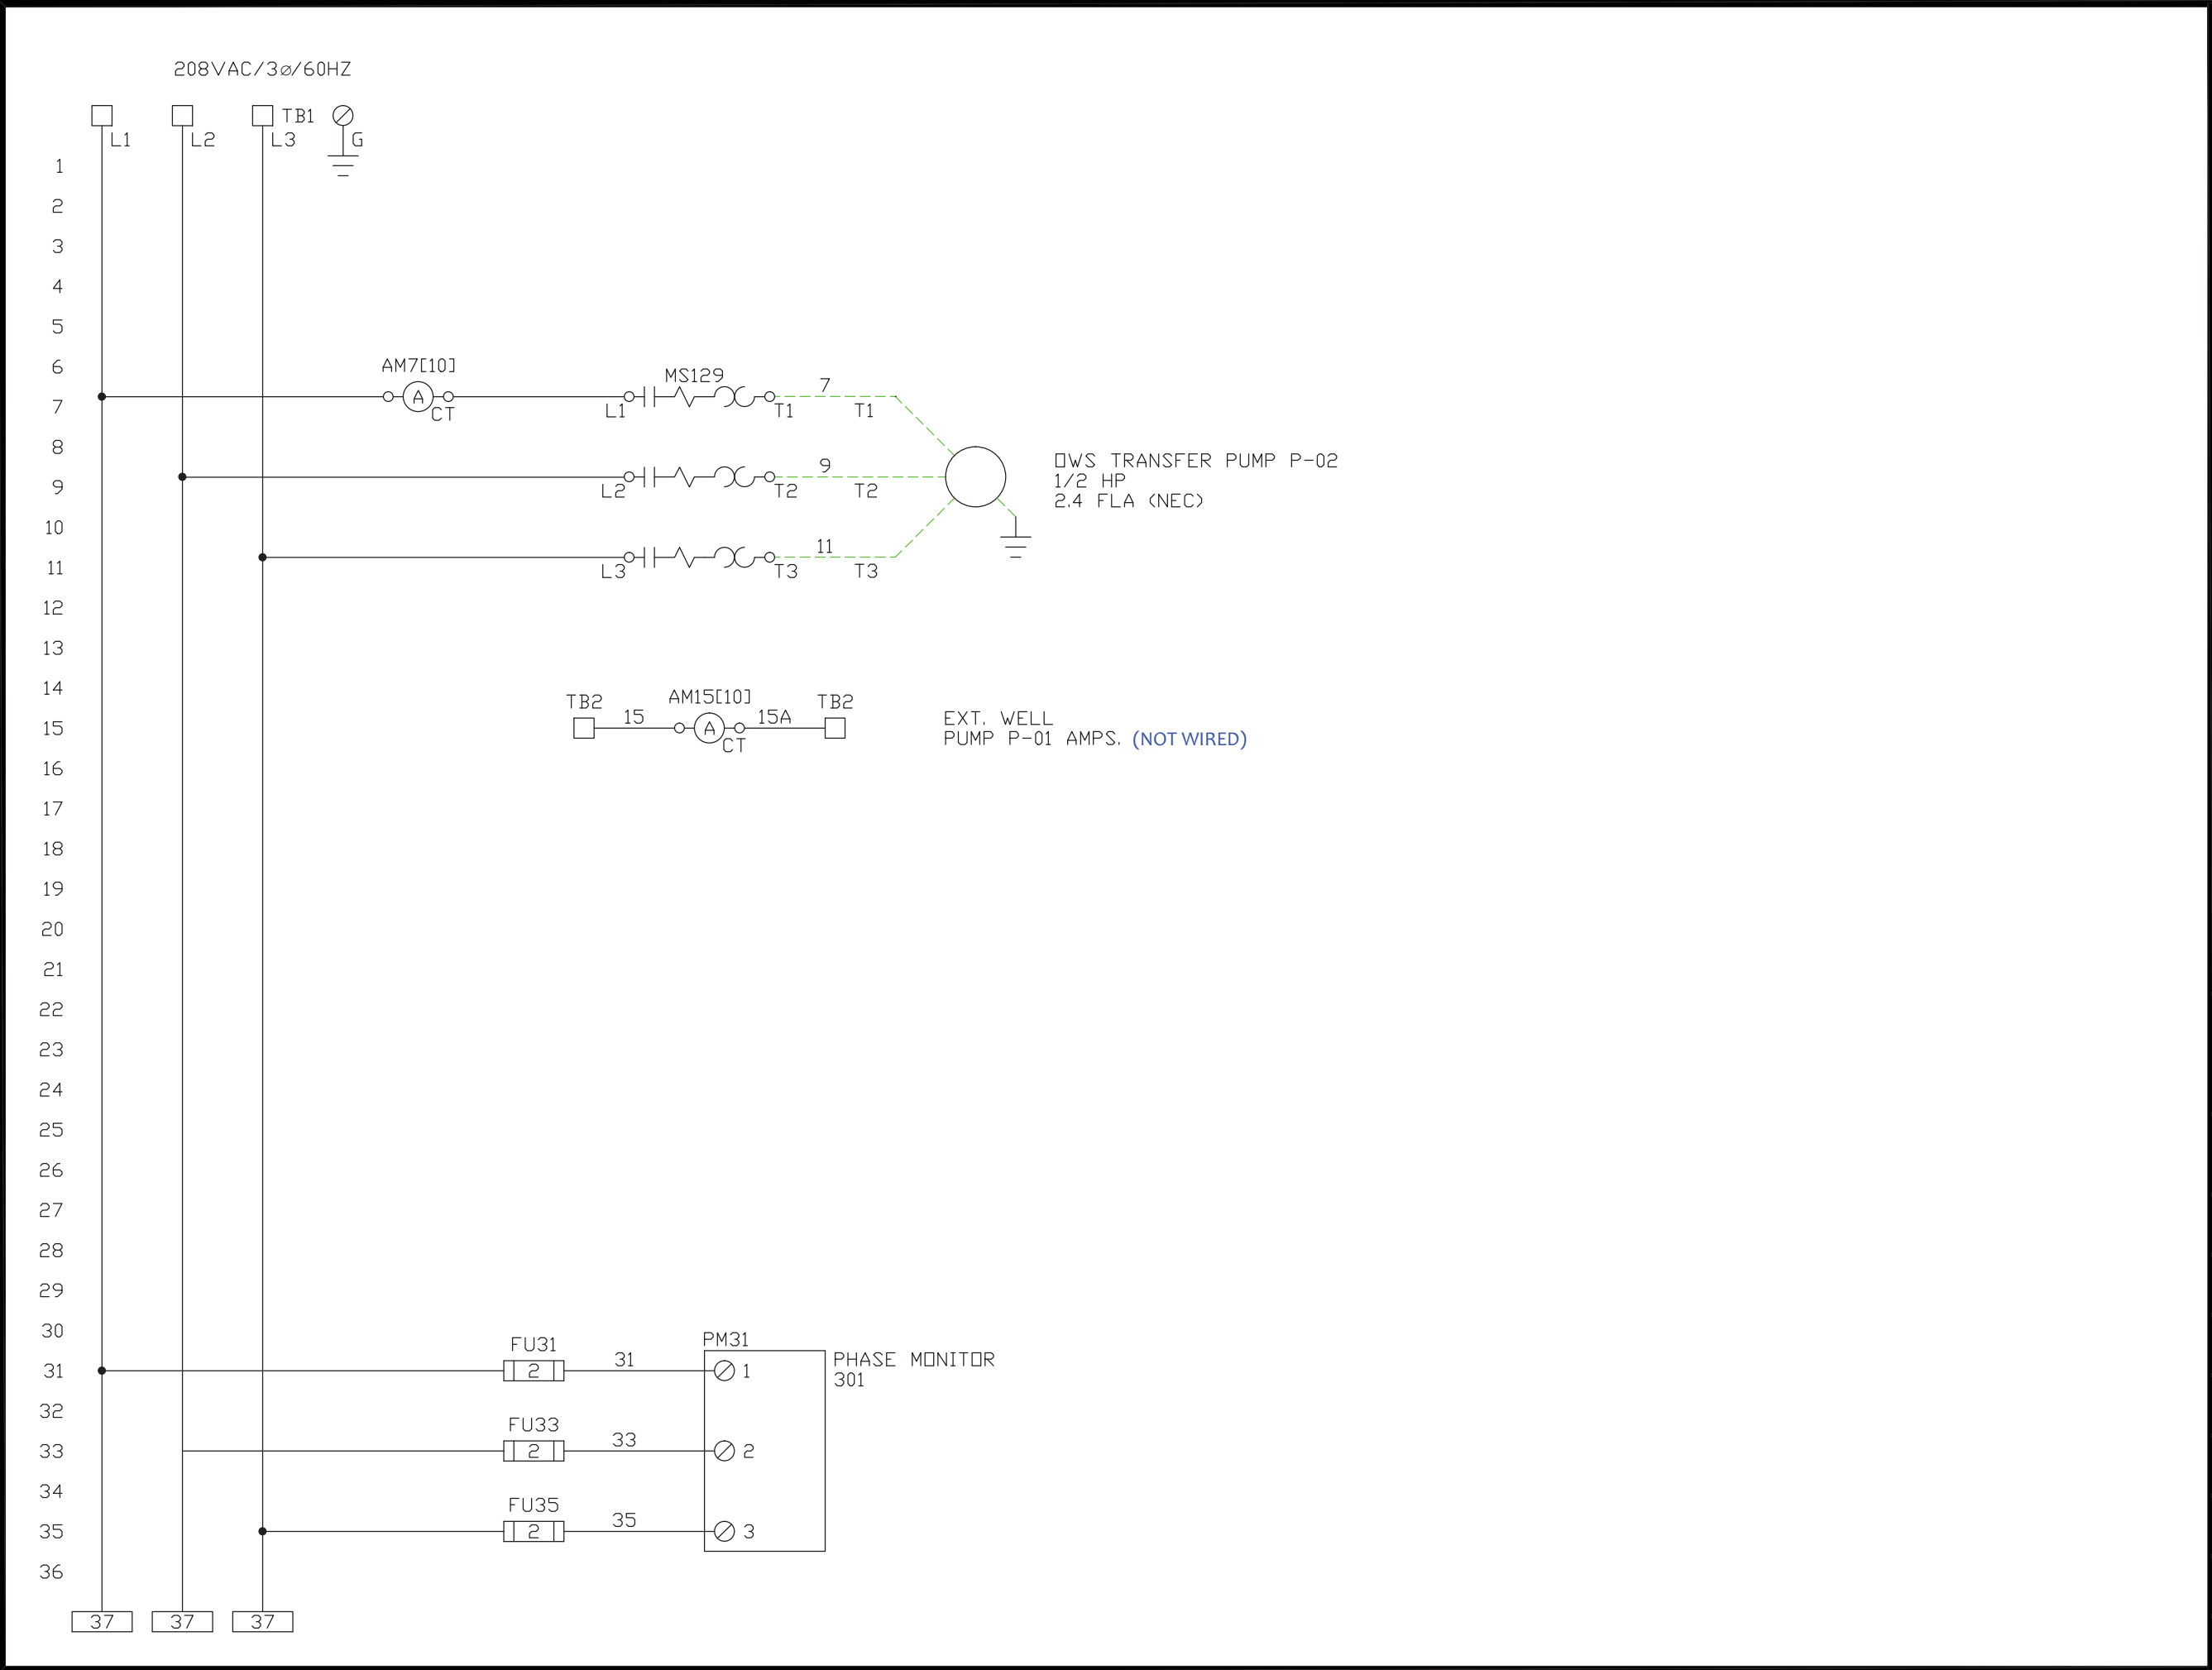 208VAC/3⌀/60HZ
TB1
L1 L2 L3 G
1
2
3
4
5
6
AM7[10]
MS129
7
A
CT
L1
T1
7
T1
8
9
L2
T2
9
T2
OWS TRANSFER PUMP P-02
1/2 HP
2.4 FLA (NEC)
10
11
L3
T3
11
T3
12
13
14
TB2
AM15[10]
TB2
15
15
A
CT
15A
EXT. WELL
PUMP P-01 AMPS. (NOT WIRED)
16
17
18
19
20
21
22
23
24
25
26
27
28
29
30
FU31
PM31
31
2
31
1
PHASE MONITOR
301
32
FU33
33
2
33
2
34
FU35
35
2
35
3
36
37 37 37